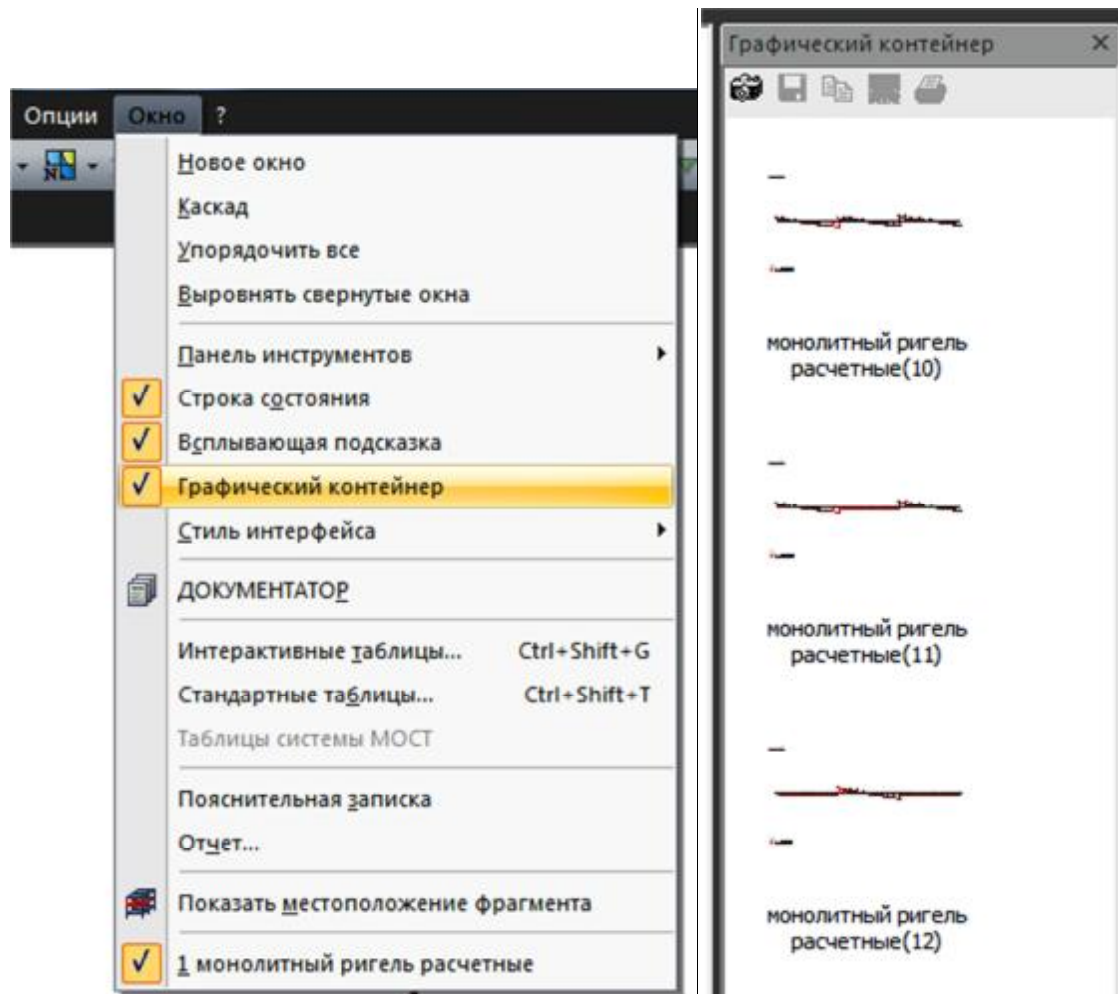 Опции Окно ?
Новое окно
Каскад
Упорядочить все
Выровнять свернутые окна
Панель инструментов
Строка состояния
Всплывающая подсказка
Графический контейнер
Стиль интерфейса
ДОКУМЕНТАТОР
Интерактивные таблицы... Ctrl+Shift+G
Стандартные таблицы... Ctrl+Shift+T
Таблицы системы МОСТ
Пояснительная записка
Отчет...
Показать местоположение фрагмента
1 монолитный ригель расчетные
Графический контейнер
монолитный ригель
расчетные(10)
монолитный ригель
расчетные(11)
монолитный ригель
расчетные(12)